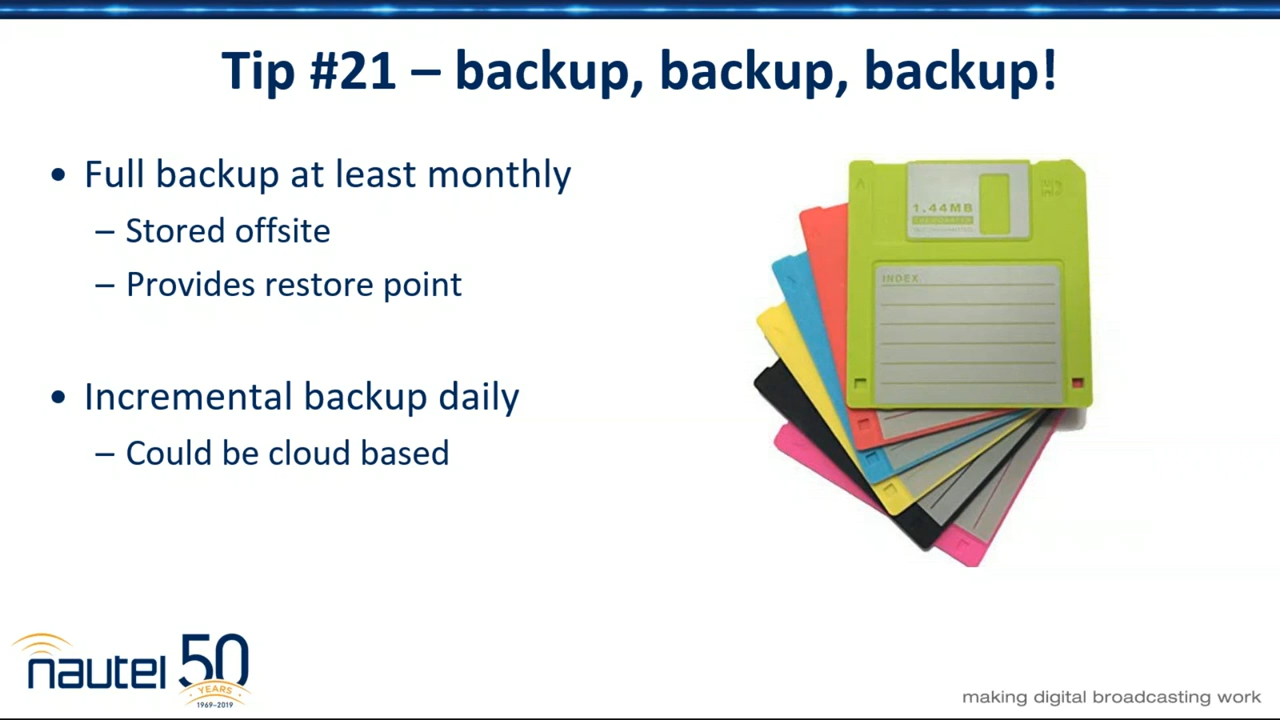 Tip #21 – backup, backup, backup!
• Full backup at least monthly
– Stored offsite
– Provides restore point
• Incremental backup daily
– Could be cloud based
1.44MB
INDEX
nautel 50
YEARS
1969–2019
making digital broadcasting work